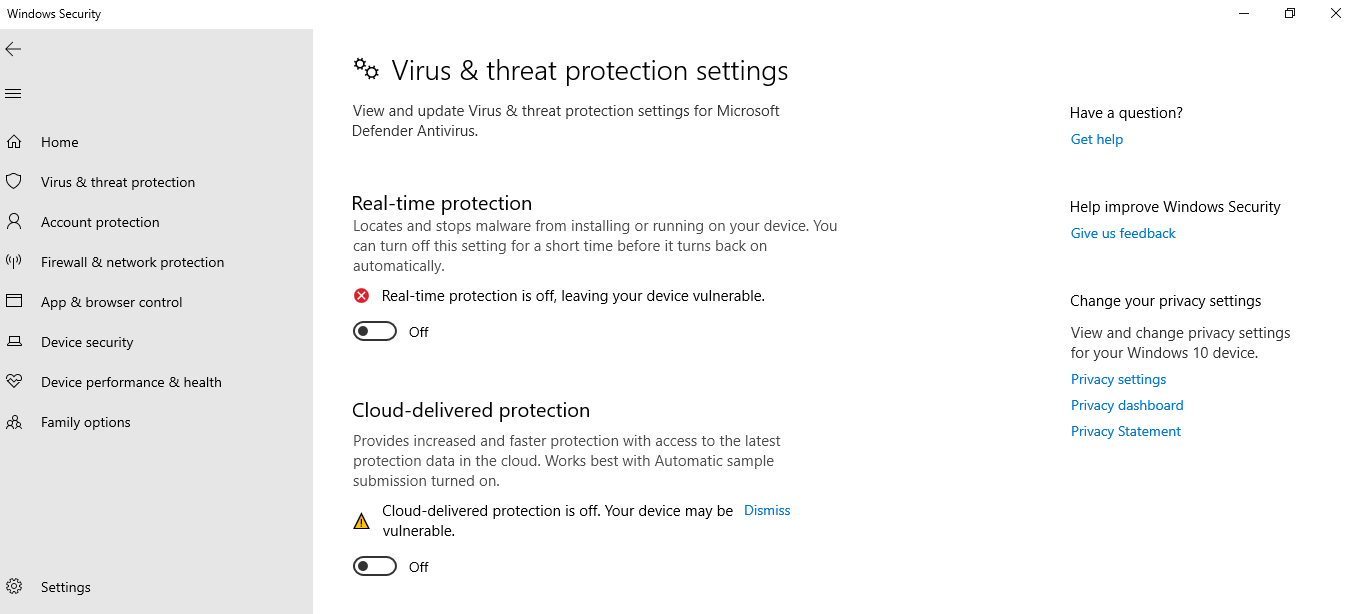 Windows Security
Home
Virus & threat protection
Account protection
Firewall & network protection
App & browser control
Device security
Device performance & health
Family options
Settings
Virus & threat protection settings
View and update Virus & threat protection settings for Microsoft
Defender Antivirus.
Real-time protection
Locates and stops malware from installing or running on your device. You
can turn off this setting for a short time before it turns back on
automatically.
Real-time protection is off, leaving your device vulnerable.
Off
Cloud-delivered protection
Provides increased and faster protection with access to the latest
protection data in the cloud. Works best with Automatic sample
submission turned on.
Cloud-delivered protection is off. Your device may be Dismiss
vulnerable.
Off
Have a question?
Get help
Help improve Windows Security
Give us feedback
Change your privacy settings
View and change privacy settings
for your Windows 10 device.
Privacy settings
Privacy dashboard
Privacy Statement